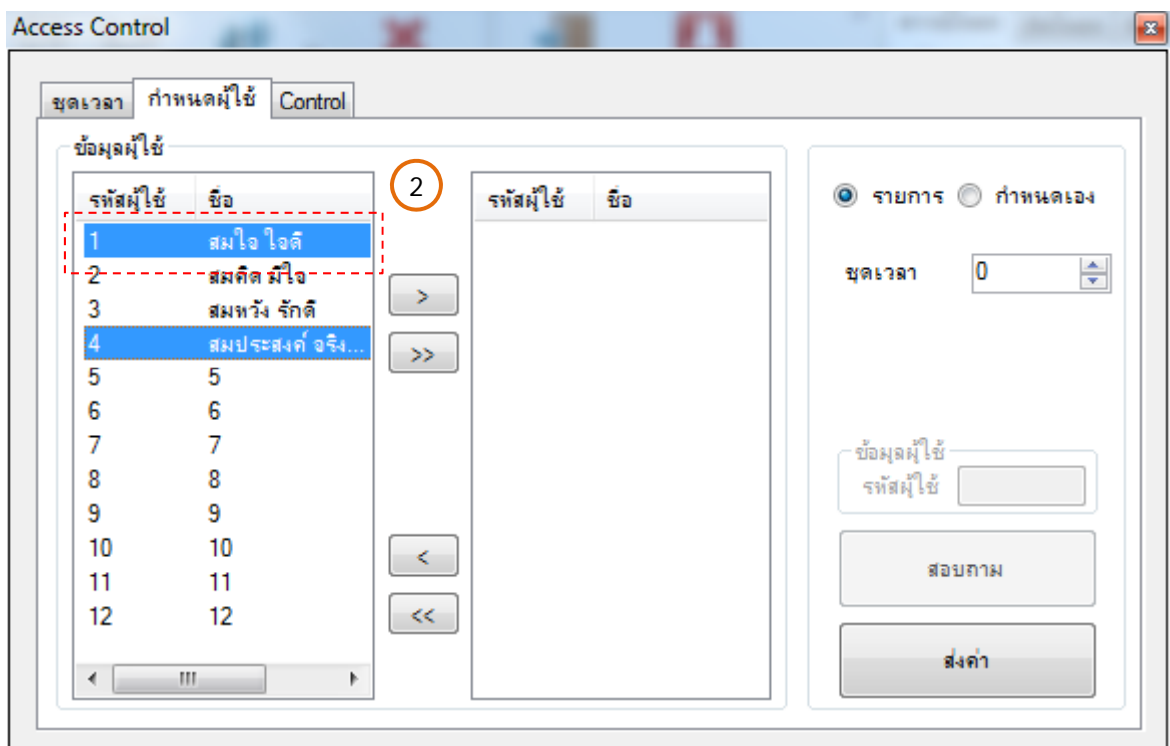 Access Control
ชุดเวลา กำหนดผู้ใช้ Control
ข้อมูลผู้ใช้
รหัสผู้ใช้ ชื่อ
1 สมใจ ใจดี
2 สมคิด มีใจ
3 สมหวัง รักดี
4 สมประสงค์ จริง...
5 5
6 6
7 7
8 8
9 9
10 10
11 11
12 12
2
>
>>
<
<<
รหัสผู้ใช้ ชื่อ
รายการ กำหนดเอง
ชุดเวลา 0
ข้อมูลผู้ใช้
รหัสผู้ใช้
สอบถาม
ส่งค่า